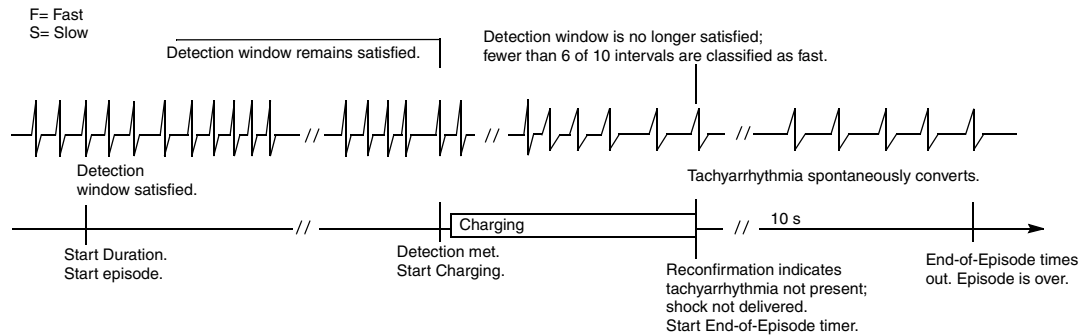 F= Fast
S= Slow
Detection window remains satisfied.
Detection window is no longer satisfied;
fewer than 6 of 10 intervals are classified as fast.
//
//
//
Detection
window satisfied.
Tachyarrhythmia spontaneously converts.
Charging
10 s
//
//
Start Duration.
Start episode.
Detection met.
Start Charging.
Reconfirmation indicates
tachyarrhythmia not present;
shock not delivered.
Start End-of-Episode timer.
End-of-Episode times
out. Episode is over.